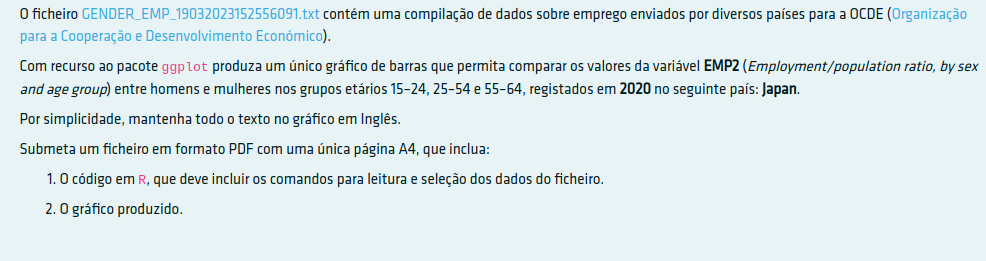 O ficheiro GENDER_EMP_19032023152556091.txt contém uma compilação de dados sobre emprego enviados por diversos países para a OCDE (Organização
para a Cooperação e Desenvolvimento Económico).
Com recurso ao pacote ggplot produza um único gráfico de barras que permita comparar os valores da variável EMP2 (Employment/population ratio, by sex
and age group) entre homens e mulheres nos grupos etários 15–24, 25–54 e 55–64, registados em 2020 no seguinte país: Japan.
Por simplicidade, mantenha todo o texto no gráfico em Inglês.
Submeta um ficheiro em formato PDF com uma única página A4, que inclua:
1. O código em R, que deve incluir os comandos para leitura e seleção dos dados do ficheiro.
2. O gráfico produzido.